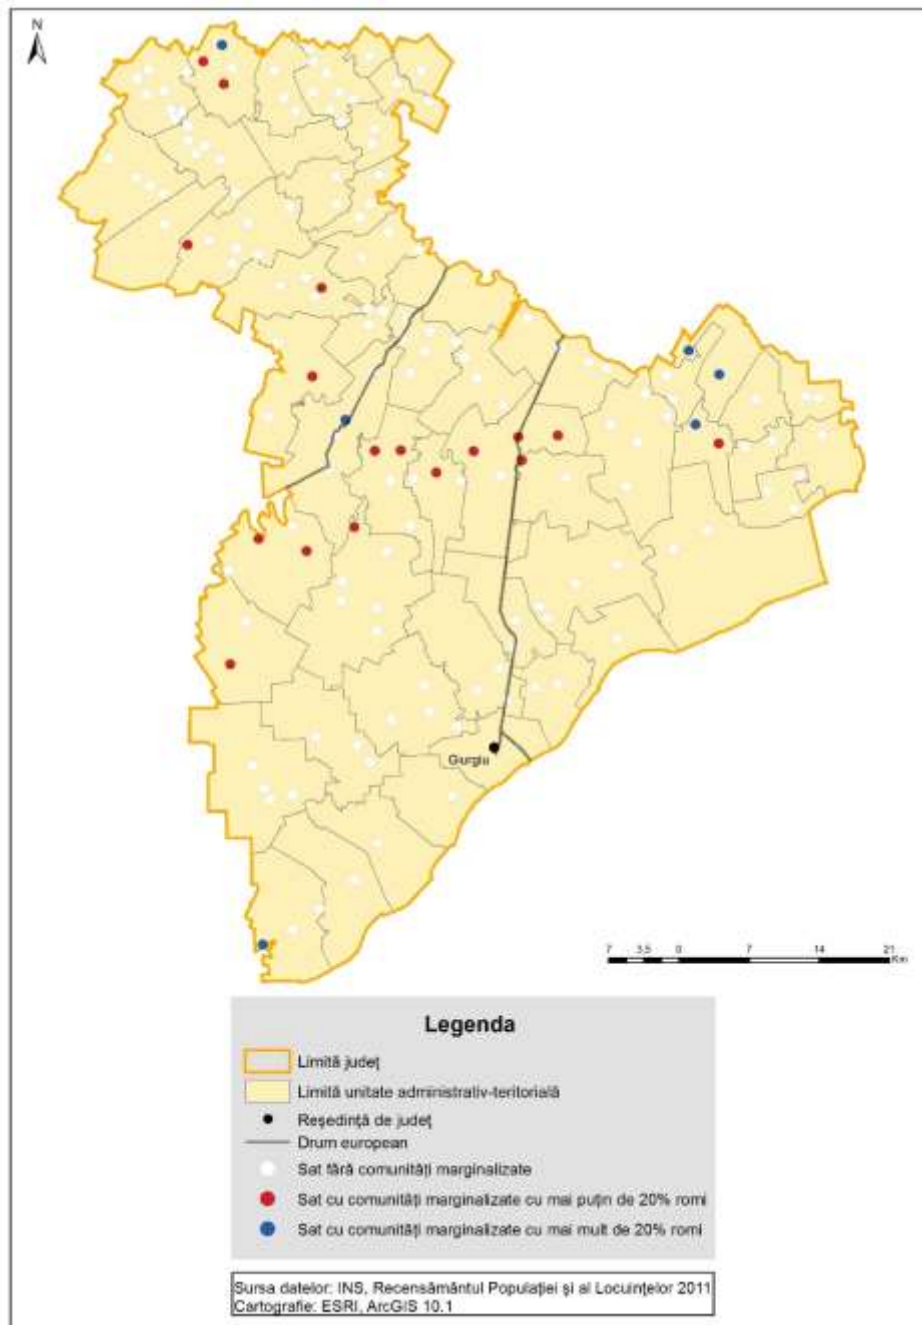 N
Giurgiu
7 3,5 0 7 14 21
Km
Legenda
Limită județ
Limită unitate administrativ-teritorială
Reședință de județ
Drum european
Sat fără comunități marginalizate
Sat cu comunități marginalizate cu mai puțin de 20% romi
Sat cu comunități marginalizate cu mai mult de 20% romi
Sursa datelor: INS, Recensământul Populației și al Locuințelor 2011
Cartografie: ESRI, ArcGIS 10.1